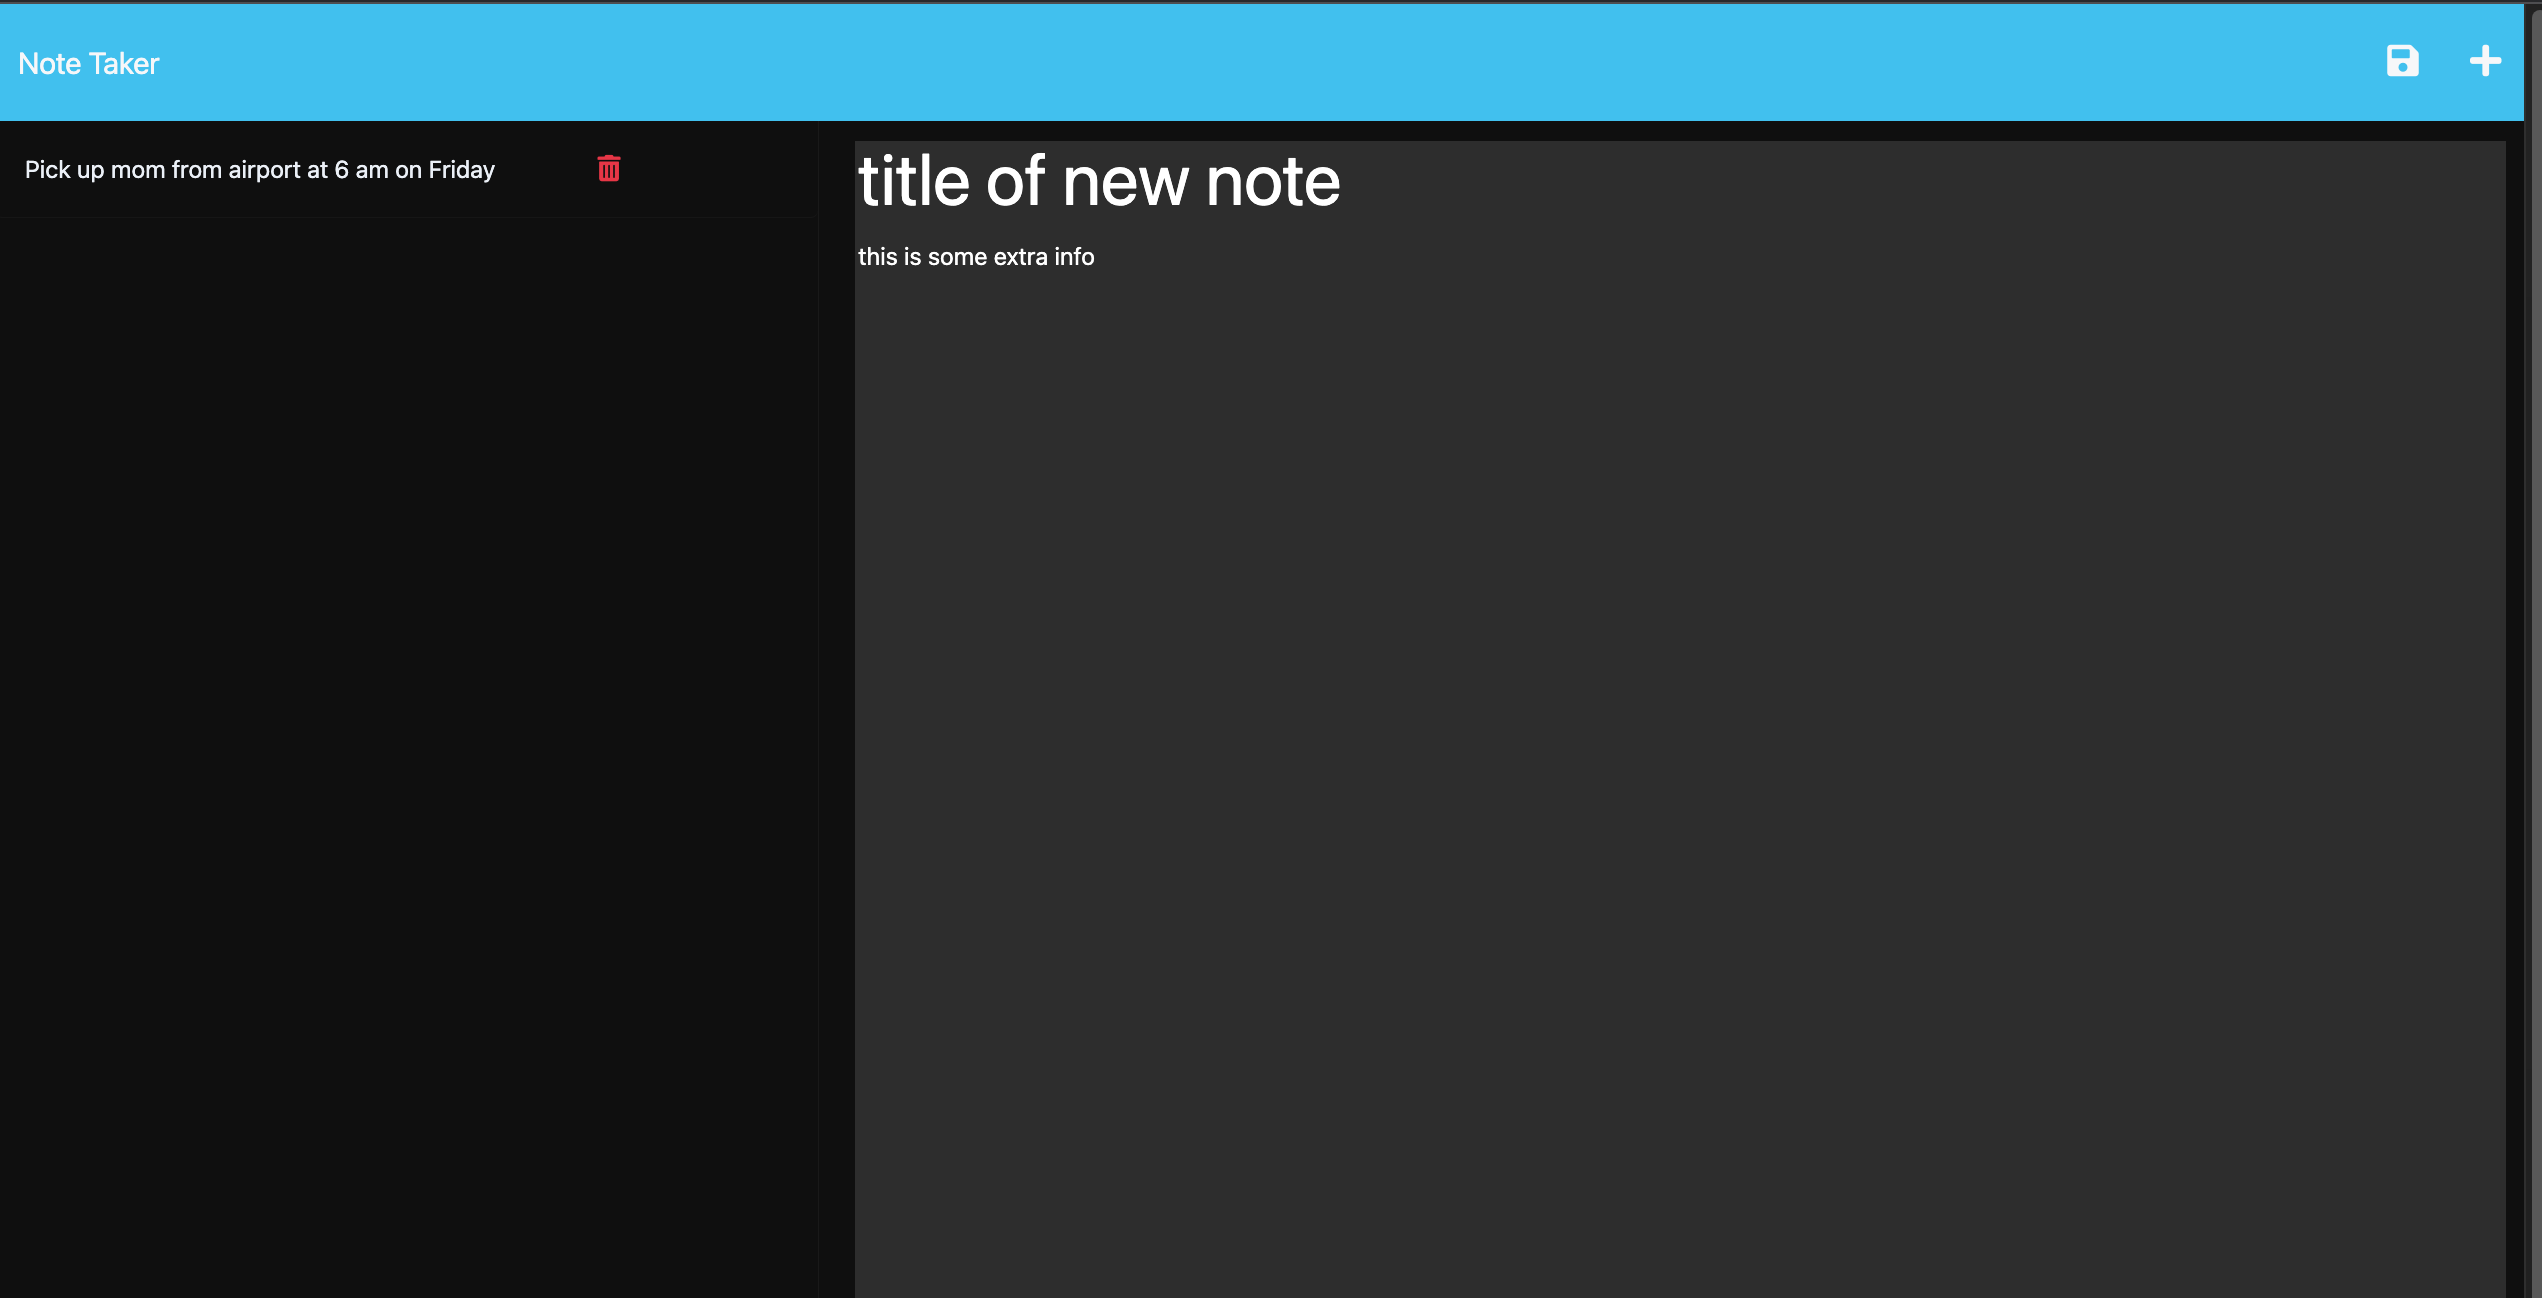 Note Taker
Pick up mom from airport at 6 am on Friday
title of new note
this is some extra info